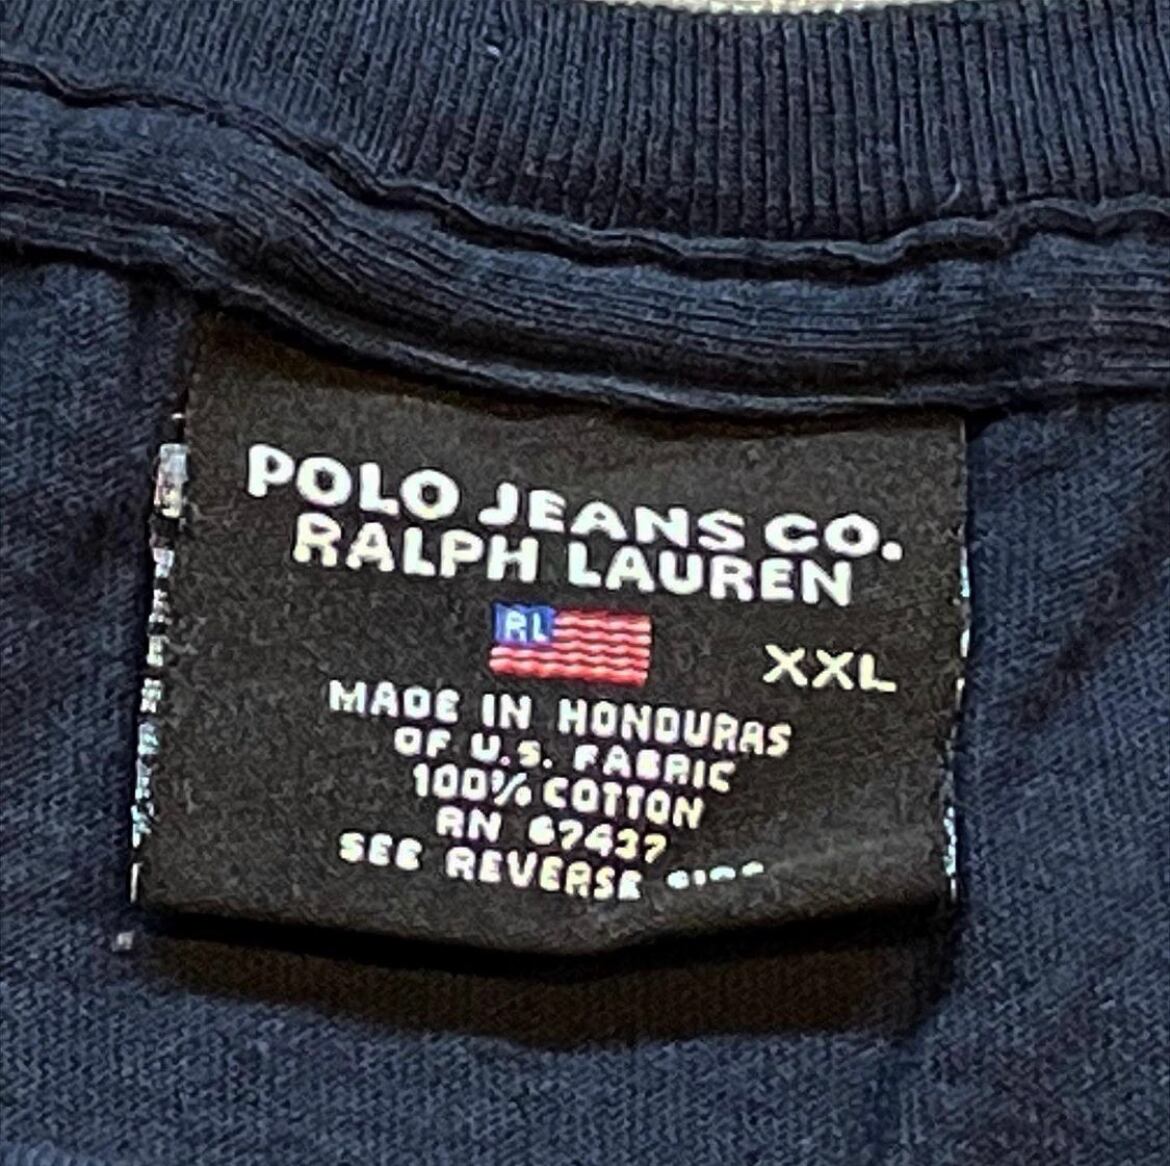 POLO JEANS CO.
RALPH LAUREN
RL
XXL
MADE IN HONDURAS
OF U.S. FABRIC
100% COTTON
RN 67437
SEE REVERSE